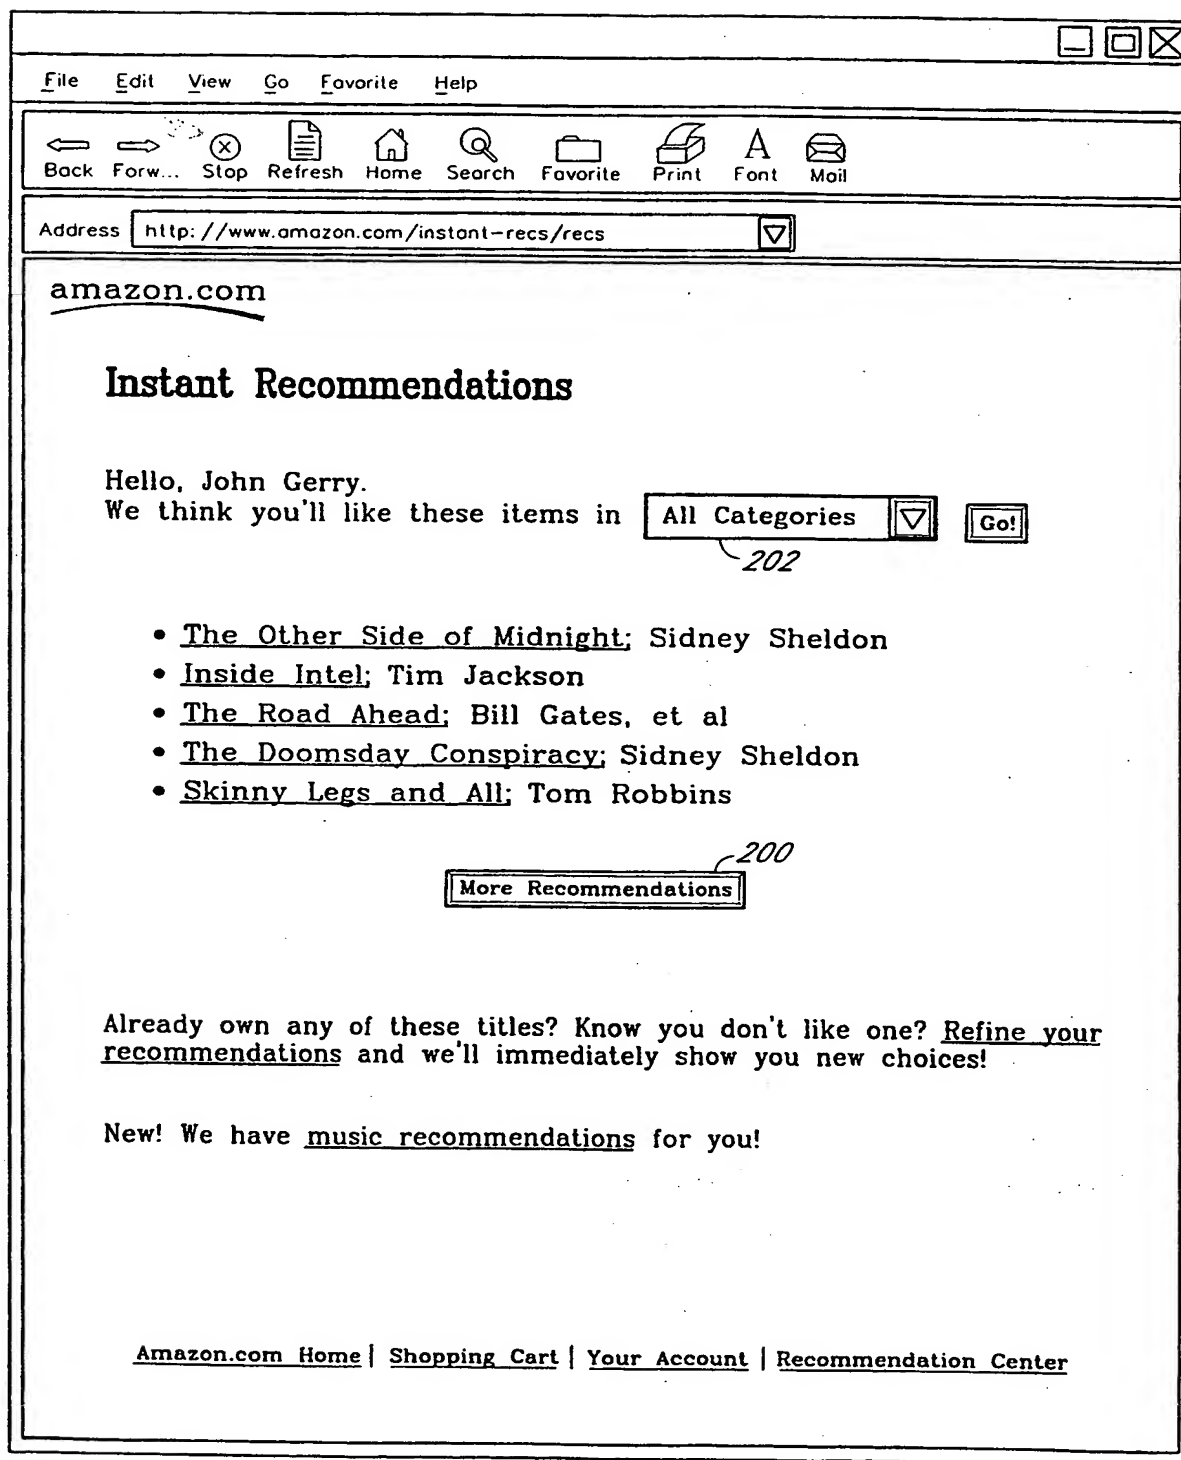 File Edit View Go Favorite Help
Back Forw... Stop Refresh Home Search Favorite Print Font Mail
Address http://www.amazon.com/instant-recs/recs
amazon.com
Instant Recommendations
Hello, John Gerry.
We think you'll like these items in All Categories Go!
202
• The Other Side of Midnight; Sidney Sheldon
• Inside Intel; Tim Jackson
• The Road Ahead; Bill Gates, et al
• The Doomsday Conspiracy; Sidney Sheldon
• Skinny Legs and All; Tom Robbins
200
More Recommendations
Already own any of these titles? Know you don't like one? Refine your
recommendations and we'll immediately show you new choices!
New! We have music recommendations for you!
Amazon.com Home | Shopping Cart | Your Account | Recommendation Center